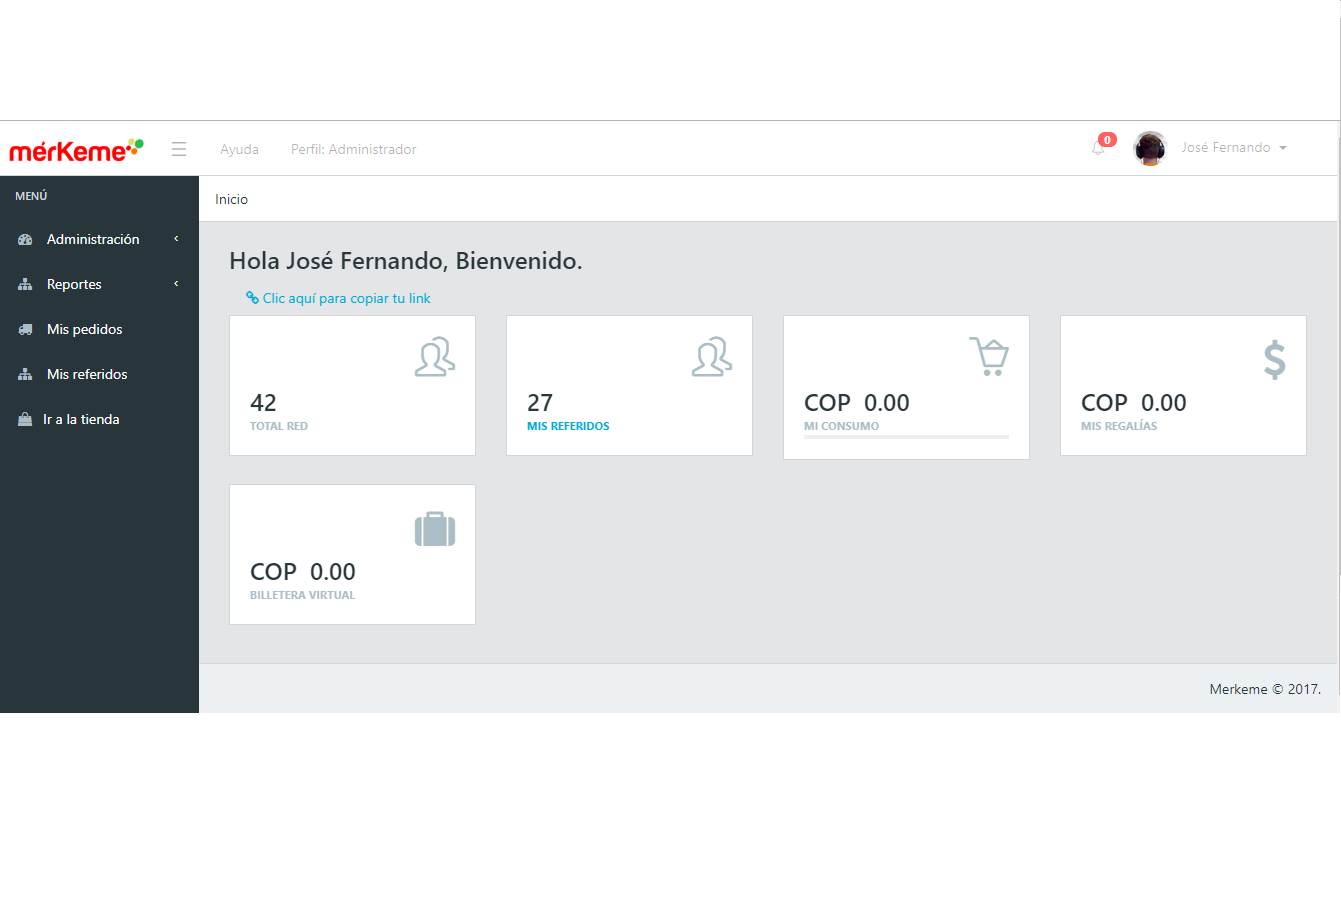 mérKeme
Ayuda
Perfil: Administrador
0
José Fernando
MENÚ
Inicio
Administración
Reportes
Mis pedidos
Mis referidos
Ir a la tienda
Hola José Fernando, Bienvenido.
Clic aquí para copiar tu link
42
TOTAL RED
27
MIS REFERIDOS
COP 0.00
MI CONSUMO
$
COP 0.00
MIS REGALÍAS
COP 0.00
BILLETERA VIRTUAL
Merkeme © 2017.